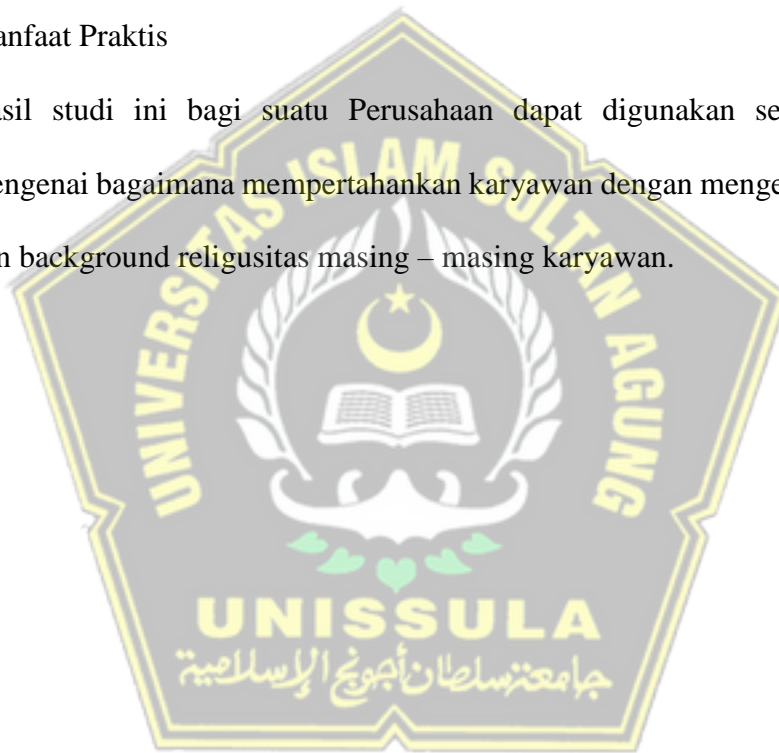 anfaat Praktis
asil studi ini bagi suatu Perusahaan dapat digunakan se
engenai bagaimana mempertahankan karyawan dengan menge
n background religusitas masing – masing karyawan.
UNIVERSITAS ISLAM SULTAN AGUNG
UNISSULA
جامعة سلطان أجونج الإسلامية